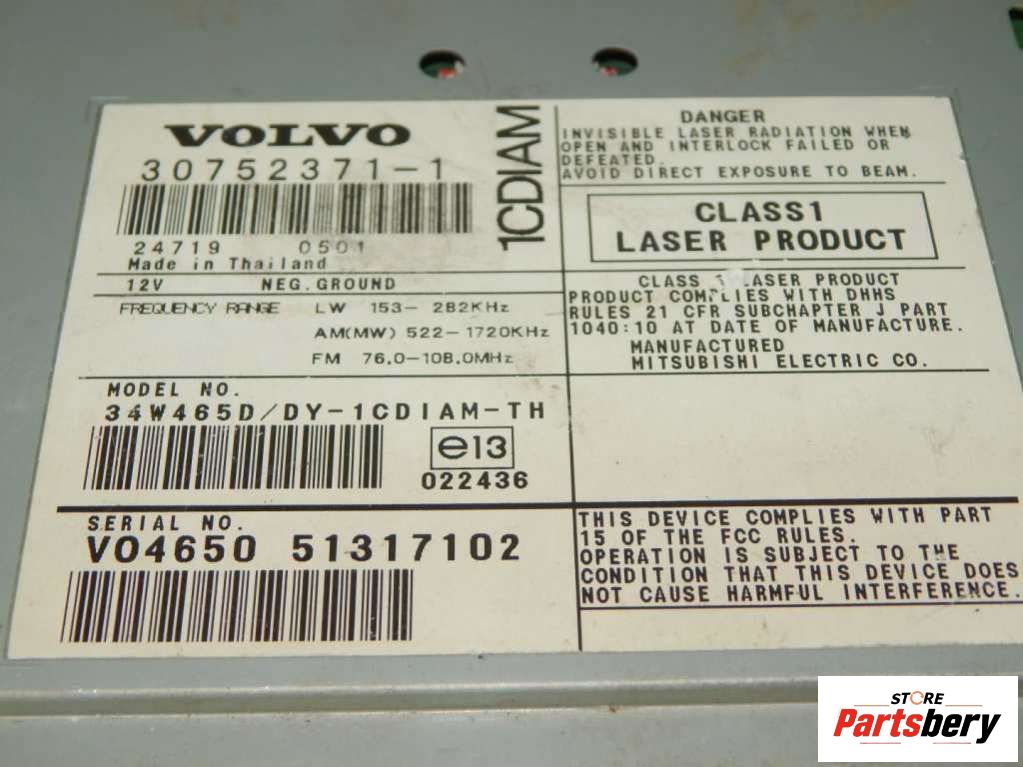 VOLVO
30752371-1
24719 0501
Made in Thailand
1CDIAM
12V NEG.GROUND
FREQUENCY RANGE LW 153-282KHz
AM(MW) 522-1720KHz
FM 76.0-108.0MHz
MODEL NO.
34W465D/DY-1CDIAM-TH
e13
022436
SERIAL NO.
VO4650 51317102
DANGER
INVISIBLE LASER RADIATION WHEN
OPEN AND INTERLOCK FAILED OR
DEFEATED.
AVOID DIRECT EXPOSURE TO BEAM.
CLASS1
LASER PRODUCT
CLASS 1 LASER PRODUCT
PRODUCT COMPLIES WITH DHHS
RULES 21 CFR SUBCHAPTER J PART
1040:10 AT DATE OF MANUFACTURE.
MANUFACTURED
MITSUBISHI ELECTRIC CO.
THIS DEVICE COMPLIES WITH PART
15 OF THE FCC RULES.
OPERATION IS SUBJECT TO THE
CONDITION THAT THIS DEVICE DOES
NOT CAUSE HARMFUL INTERFERENCE.
STORE
Partsbery